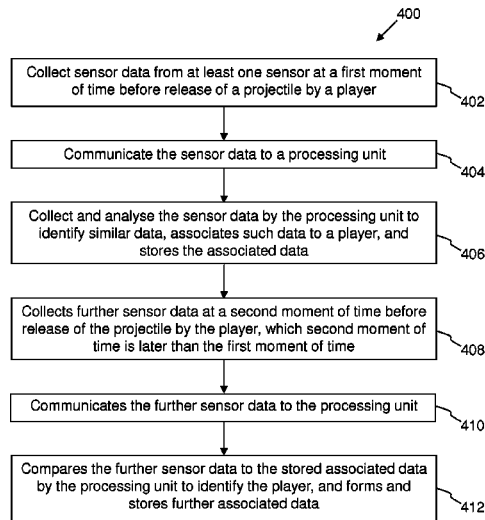 400
Collect sensor data from at least one sensor at a first moment
of time before release of a projectile by a player
402
Communicate the sensor data to a processing unit
404
Collect and analyse the sensor data by the processing unit to
identify similar data, associates such data to a player, and
stores the associated data
406
Collects further sensor data at a second moment of time before
release of the projectile by the player, which second moment of
time is later than the first moment of time
408
Communicates the further sensor data to the processing unit
410
Compares the further sensor data to the stored associated data
by the processing unit to identify the player, and forms and
stores further associated data
412